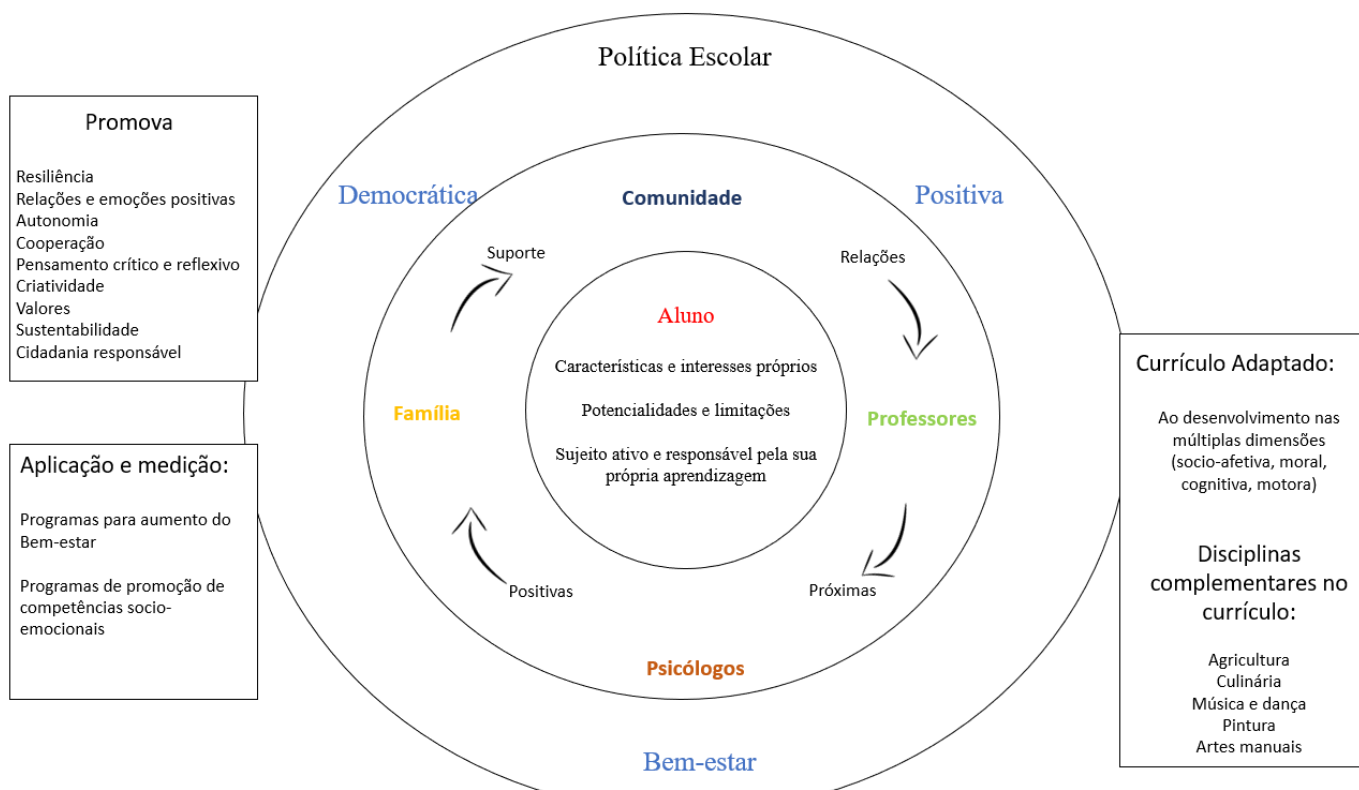 Política Escolar
Promova
Resiliência
Relações e emoções positivas
Autonomia
Cooperação
Pensamento crítico e reflexivo
Criatividade
Valores
Sustentabilidade
Cidadania responsável
Democrática
Comunidade
Positiva
Suporte
Relações
Aluno
Características e interesses próprios
Potencialidades e limitações
Sujeito ativo e responsável pela sua
própria aprendizagem
Família
Professores
Positivas
Próximas
Psicólogos
Bem-estar
Aplicação e medição:
Programas para aumento do
Bem-estar
Programas de promoção de
competências socio-
emocionais
Currículo Adaptado:
Ao desenvolvimento nas
múltiplas dimensões
(socio-afetiva, moral,
cognitiva, motora)
Disciplinas
complementares no
currículo:
Agricultura
Culinária
Música e dança
Pintura
Artes manuais